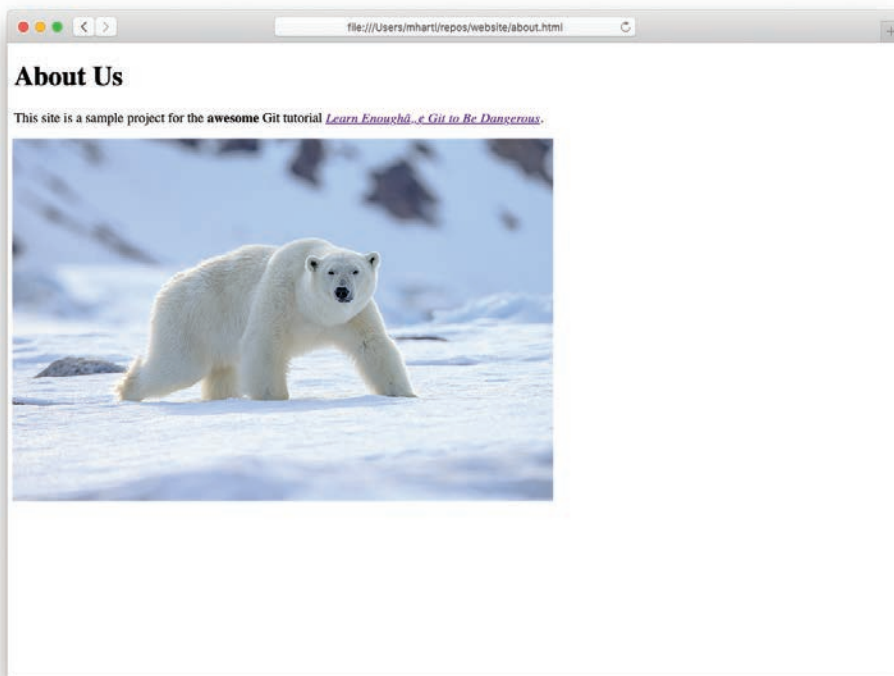 file:///Users/mhartl/repos/website/about.html
About Us
This site is a sample project for the awesome Git tutorial Learn Enoughâ„¢ Git to Be Dangerous.